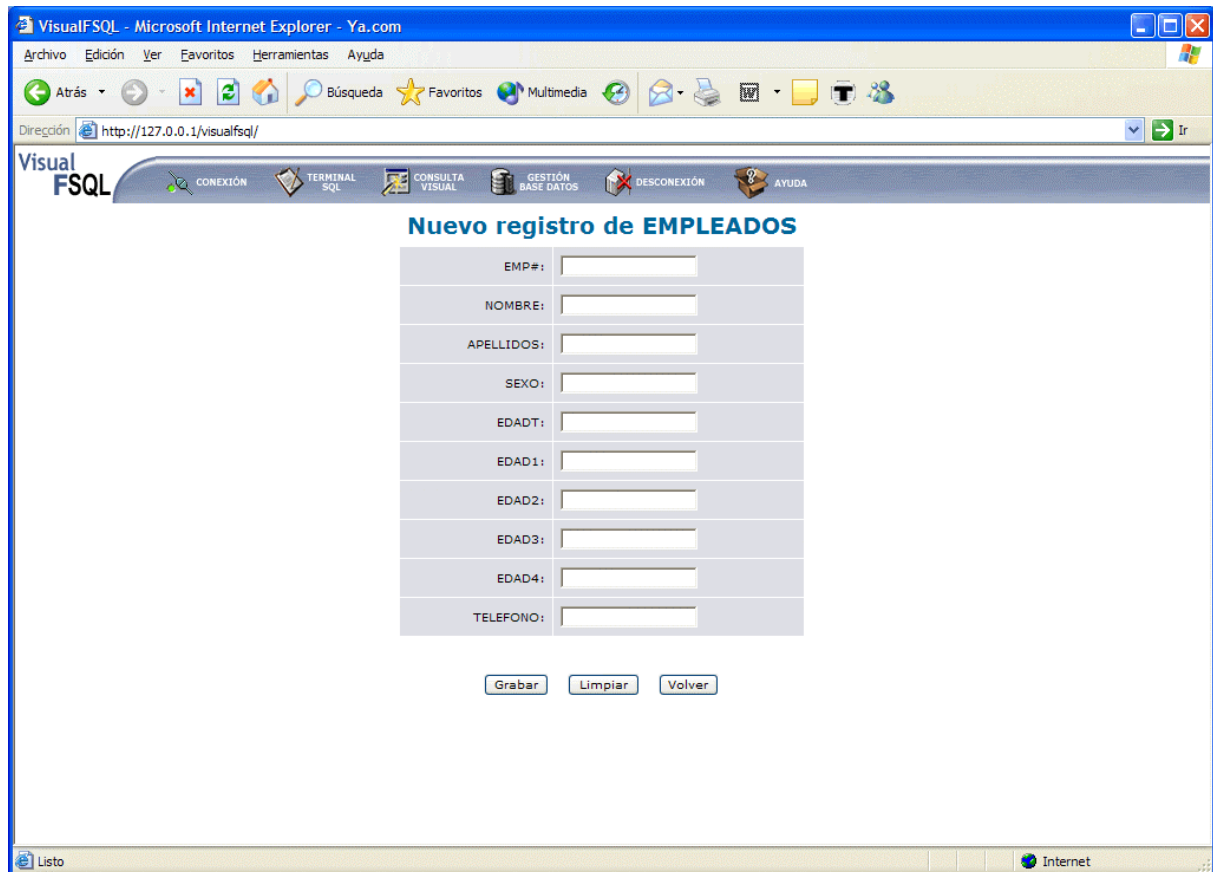 VisualFSQL - Microsoft Internet Explorer - Ya.com
Archivo Edición Ver Favoritos Herramientas Ayuda
Atrás Búsqueda Favoritos Multimedia
Dirección http://127.0.0.1/visualfsql/ Ir
Visual
FSQL
CONEXIÓN
TERMINAL
SQL
CONSULTA
VISUAL
GESTIÓN
BASE DATOS
DESCONEXIÓN
AYUDA
Nuevo registro de EMPLEADOS
EMP#:
NOMBRE:
APELLIDOS:
SEXO:
EDADT:
EDAD1:
EDAD2:
EDAD3:
EDAD4:
TELEFONO:
Grabar Limpiar Volver
Listo Internet